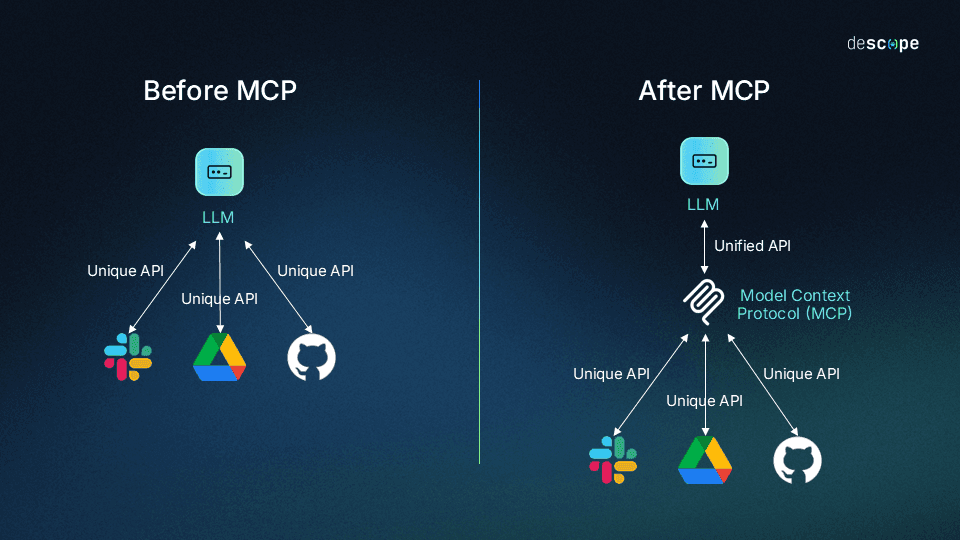 descope
Before MCP
After MCP
LLM
Unique API
Unique API
Unique API
LLM
Unified API
Model Context
Protocol (MCP)
Unique API
Unique API
Unique API